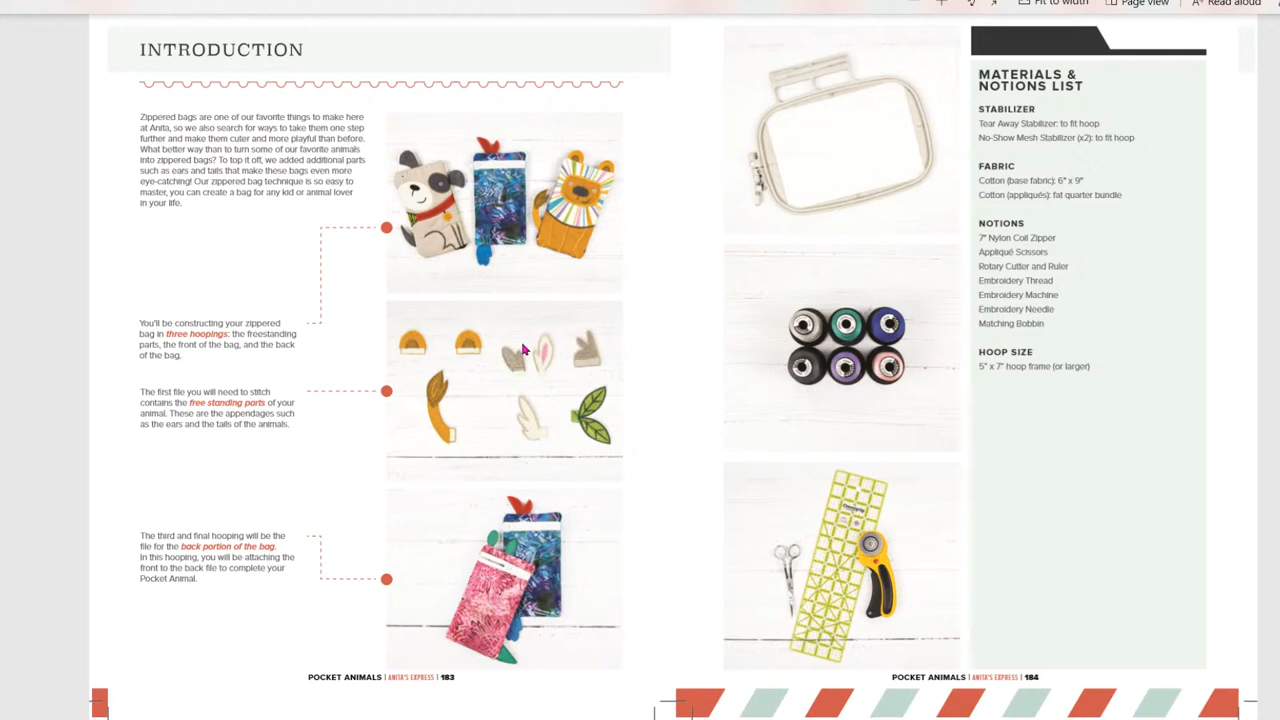 Fit to width
Page view
Read aloud
INTRODUCTION
Zippered bags are one of our favorite things to make here
at Anita, so we also search for ways to take them one step
further and make them cuter and more playful than before.
What better way than to turn some of our favorite animals
into zippered bags? To top it off, we added additional parts
such as ears and tails that make these bags even more
eye-catching! Our zippered bag technique is so easy to
master, you can create a bag for any kid or animal lover
in your life.
You'll be constructing your zippered
bag in three hoopings: the freestanding
parts, the front of the bag, and the back
of the bag.
The first file you will need to stitch
contains the free standing parts of your
animal. These are the appendages such
as the ears and the tails of the animals.
The third and final hooping will be the
file for the back portion of the bag.
In this hooping, you will be attaching the
front to the back file to complete your
Pocket Animal.
POCKET ANIMALS | ANITA'S EXPRESS | 183
MATERIALS &
NOTIONS LIST
STABILIZER
Tear Away Stabilizer: to fit hoop
No-Show Mesh Stabilizer (x2): to fit hoop
FABRIC
Cotton (base fabric): 6" x 9"
Cotton (appliqués): fat quarter bundle
NOTIONS
7" Nylon Coil Zipper
Appliqué Scissors
Rotary Cutter and Ruler
Embroidery Thread
Embroidery Machine
Embroidery Needle
Matching Bobbin
HOOP SIZE
5" x 7" hoop frame (or larger)
POCKET ANIMALS | ANITA'S EXPRESS | 184